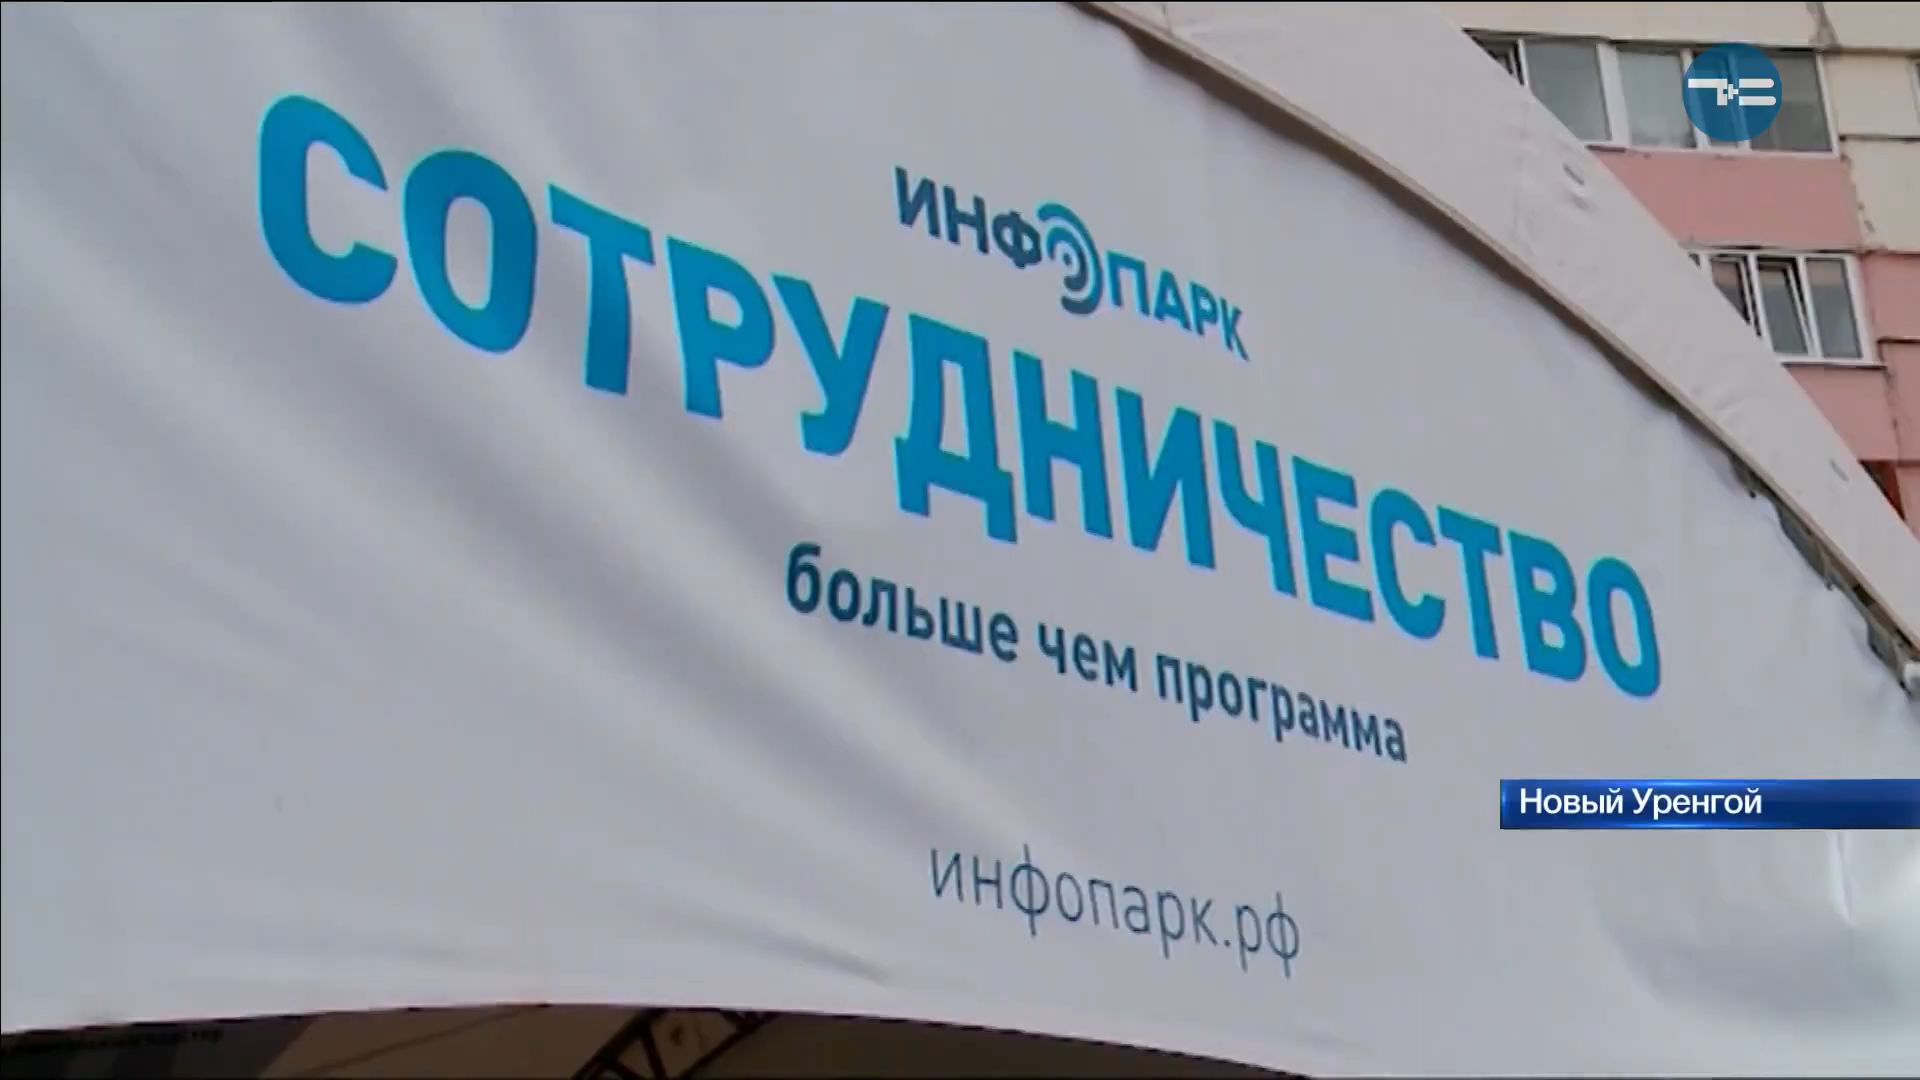 ИНФОПАРК
СОТРУДНИЧЕСТВО
больше чем программа
инфопарк.рф
Новый Уренгой